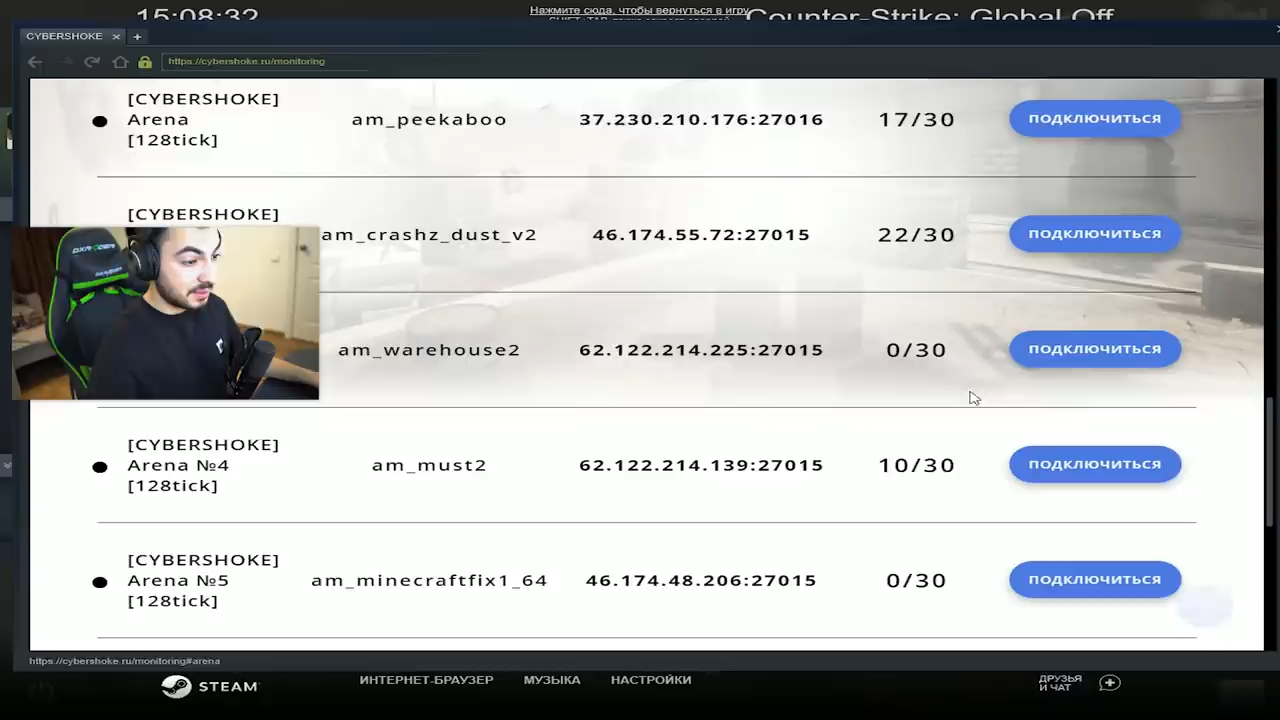 15:08:32
Нажмите сюда, чтобы вернуться в игру
Counter-Strike: Global Off
CYBERSHOKE × +
https://cybershoke.ru/monitoring
[CYBERSHOKE]
Arena
[128tick]
am_peekaboo
37.230.210.176:27016
17/30
ПОДКЛЮЧИТЬСЯ
[CYBERSHOKE]
am_crashz_dust_v2
46.174.55.72:27015
22/30
ПОДКЛЮЧИТЬСЯ
DXRACER
am_warehouse2
62.122.214.225:27015
0/30
ПОДКЛЮЧИТЬСЯ
[CYBERSHOKE]
Arena №4
[128tick]
am_must2
62.122.214.139:27015
10/30
ПОДКЛЮЧИТЬСЯ
[CYBERSHOKE]
Arena №5
[128tick]
am_minecraftfix1_64
46.174.48.206:27015
0/30
ПОДКЛЮЧИТЬСЯ
https://cybershoke.ru/monitoring#arena
STEAM
ИНТЕРНЕТ-БРАУЗЕР
МУЗЫКА
НАСТРОЙКИ
ДРУЗЬЯ
И ЧАТ